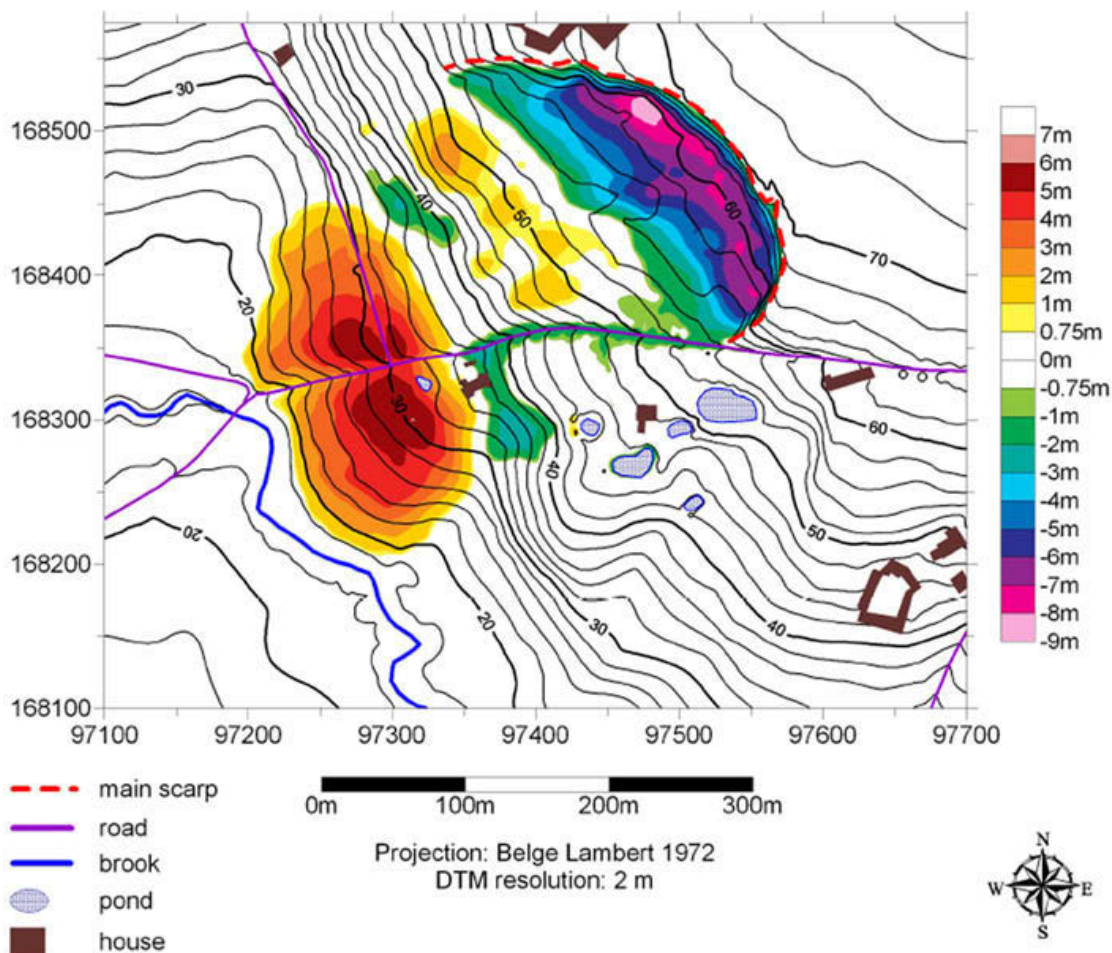 30
168500
40
50
60
70
168400
20
168300
30
60
40
50
168200
20
20
30
40
168100
97100 97200 97300 97400 97500 97600 97700
7m
6m
5m
4m
3m
2m
1m
0.75m
0m
-0.75m
-1m
-2m
-3m
-4m
-5m
-6m
-7m
-8m
-9m
main scarp
road
brook
pond
house
0m 100m 200m 300m
Projection: Belge Lambert 1972
DTM resolution: 2 m
N
W E
S